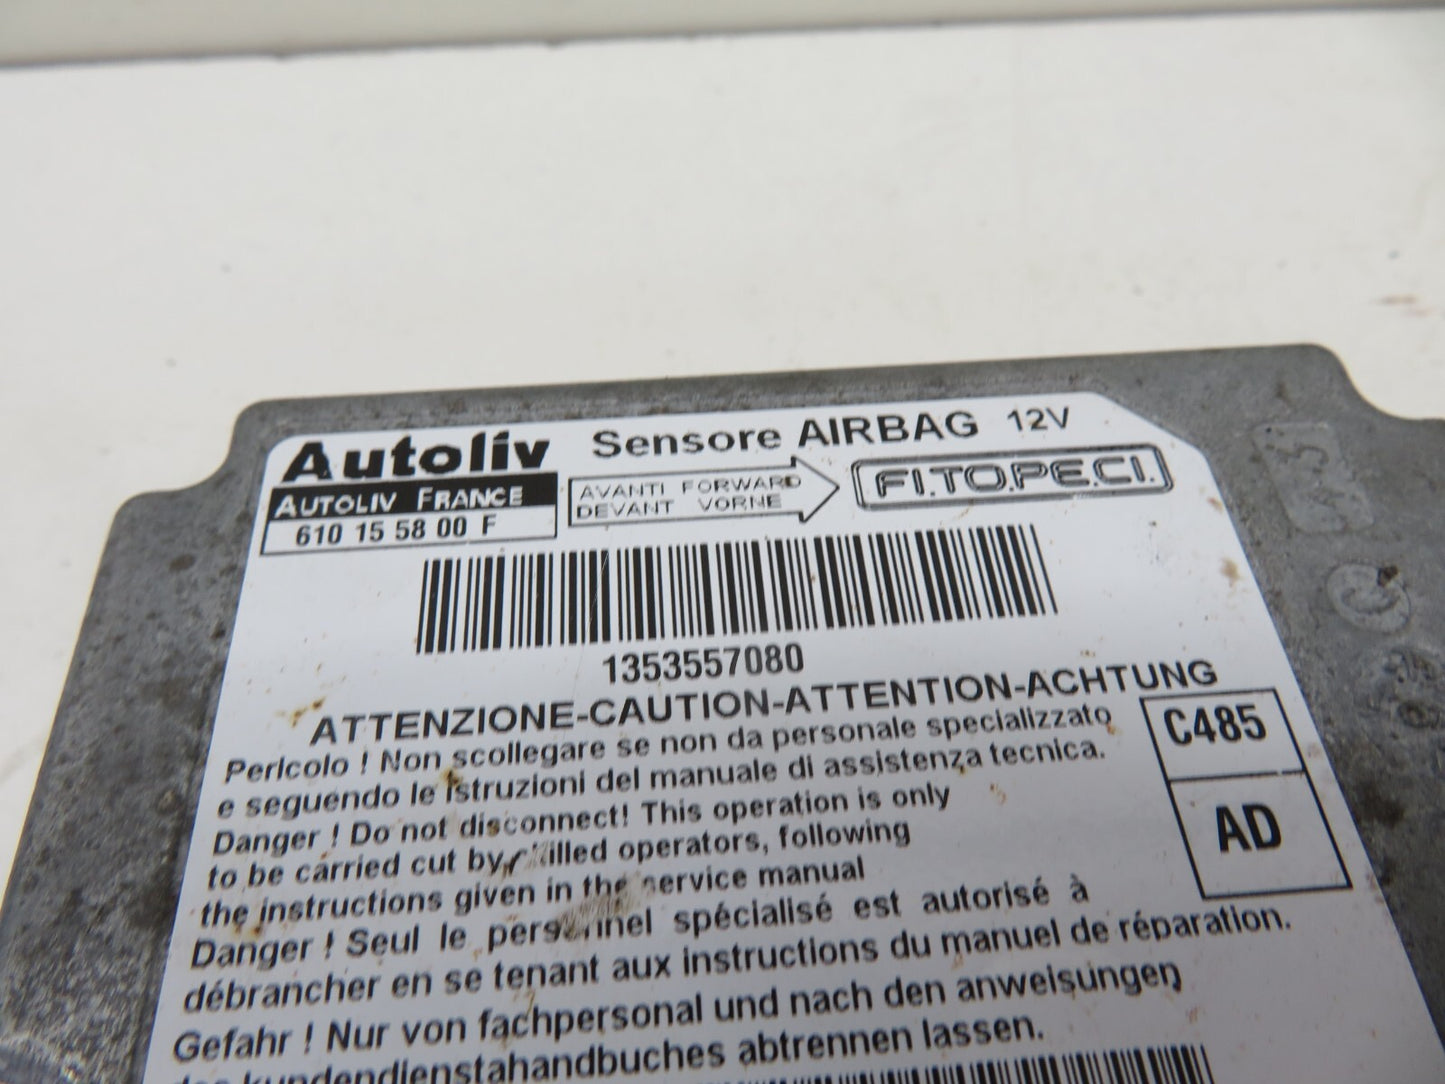 Autoliv Sensore AIRBAG 12V
AUTOLIV FRANCE
610 15 58 00 F
AVANTI FORWARD
DEVANT VORNE
FI.TO.PE.CI.
1353557080
ATTENZIONE-CAUTION-ATTENTION-ACHTUNG
Pericolo ! Non scollegare se non da personale specializzato
e seguendo le istruzioni del manuale di assistenza tecnica.
Danger ! Do not disconnect! This operation is only
to be carried out by skilled operators, following
the instructions given in the service manual
Danger ! Seul le personnel spécialisé est autorisé à
débrancher en se tenant aux instructions du manuel de réparation.
Gefahr ! Nur von fachpersonal und nach den anweisungen
des kundendienstahandbuches abtrennen lassen.
C485
AD